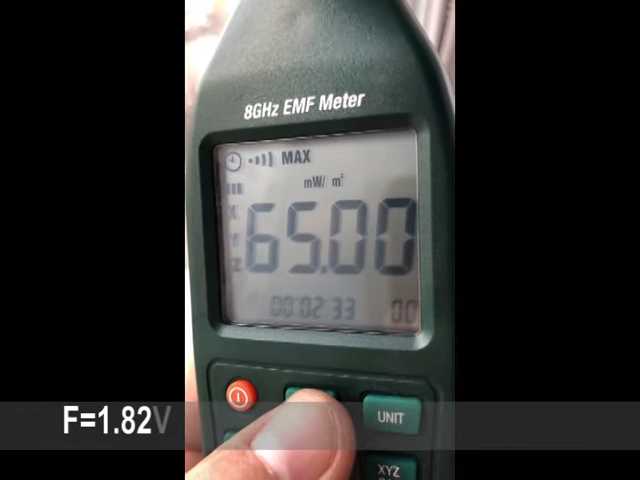 8GHz EMF Meter
MAX
mW/ m²
X
Y
Z
65.00
00:02:33
00
UNIT
F=1.82V
XYZ